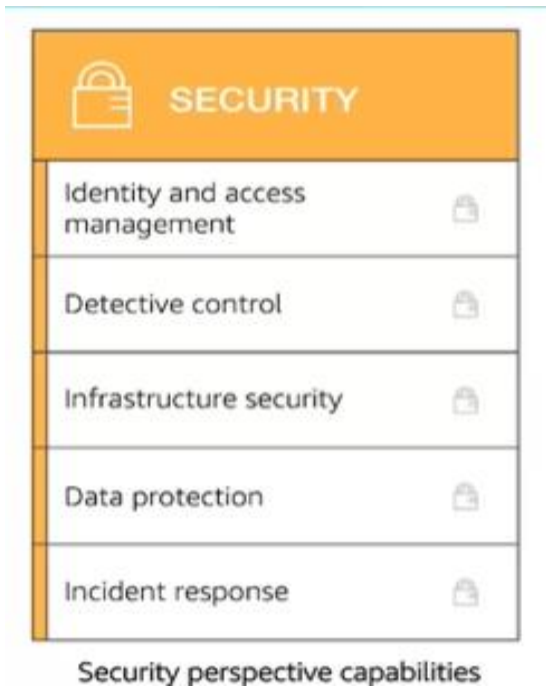 SECURITY
Identity and access
management
Detective control
Infrastructure security
Data protection
Incident response
Security perspective capabilities